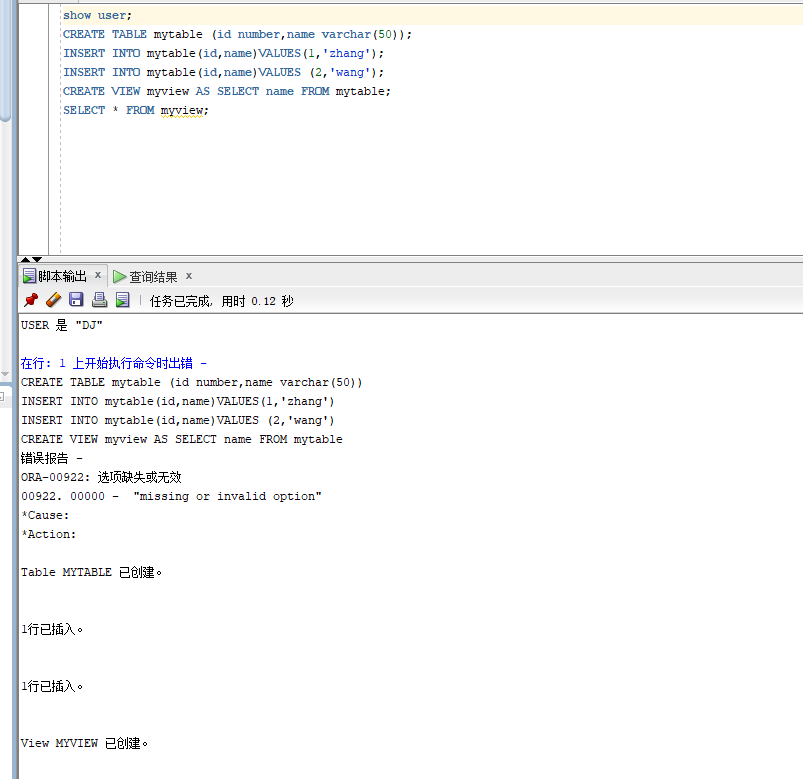 show user;
CREATE TABLE mytable (id number,name varchar(50));
INSERT INTO mytable(id,name)VALUES(1,'zhang');
INSERT INTO mytable(id,name)VALUES (2,'wang');
CREATE VIEW myview AS SELECT name FROM mytable;
SELECT * FROM myview;
脚本输出 x 查询结果 x
任务已完成, 用时 0.12 秒
USER 是 "DJ"
在行: 1 上开始执行命令时出错 -
CREATE TABLE mytable (id number,name varchar(50))
INSERT INTO mytable(id,name)VALUES(1,'zhang')
INSERT INTO mytable(id,name)VALUES (2,'wang')
CREATE VIEW myview AS SELECT name FROM mytable
错误报告 -
ORA-00922: 选项缺失或无效
00922. 00000 -  "missing or invalid option"
*Cause:
*Action:
Table MYTABLE 已创建。
1行已插入。
1行已插入。
View MYVIEW 已创建。